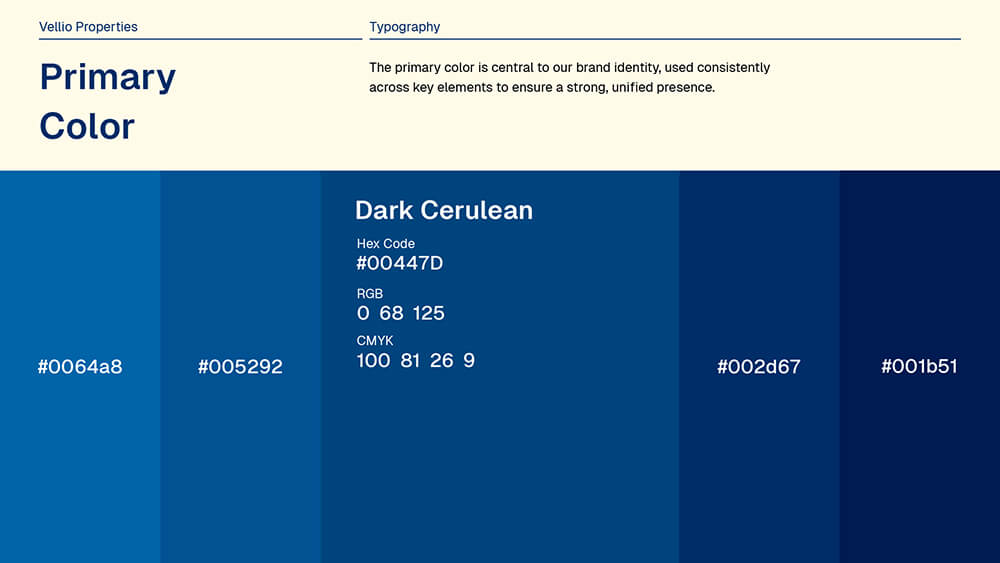 Vellio Properties
Typography
Primary
Color
The primary color is central to our brand identity, used consistently
across key elements to ensure a strong, unified presence.
Dark Cerulean
Hex Code
#00447D
RGB
0 68 125
CMYK
100 81 26 9
#0064a8
#005292
#002d67
#001b51